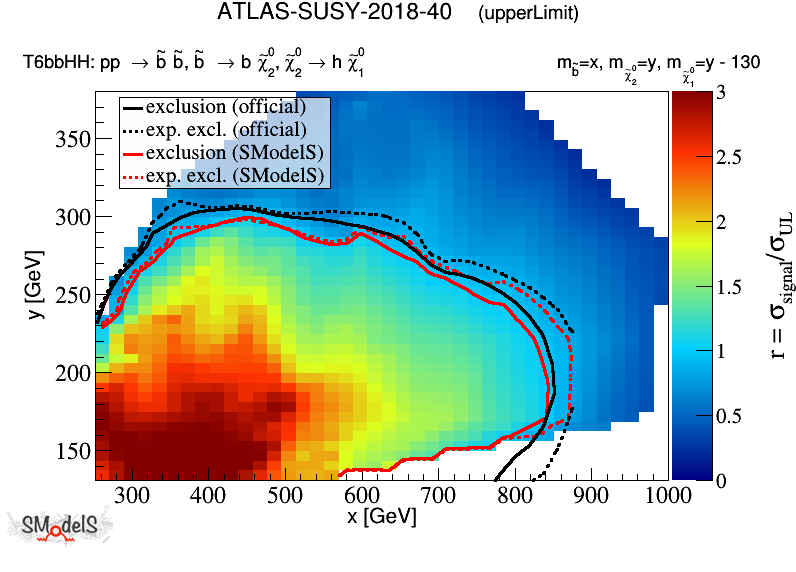 ATLAS-SUSY-2018-40 (upperLimit)
T6bbHH: pp → b̃ b̃, b̃ → b χ̃⁰₂, χ̃⁰₂ → h χ̃⁰₁
m_b̃=x, m_χ̃⁰₂=y, m_χ̃⁰₁=y - 130
exclusion (official)
exp. excl. (official)
exclusion (SModelS)
exp. excl. (SModelS)
350
300
250
200
150
y [GeV]
300 400 500 600 700 800 900 1000
x [GeV]
3
2.5
2
1.5
1
0.5
0
r = σ_signal/σ_UL
SModelS